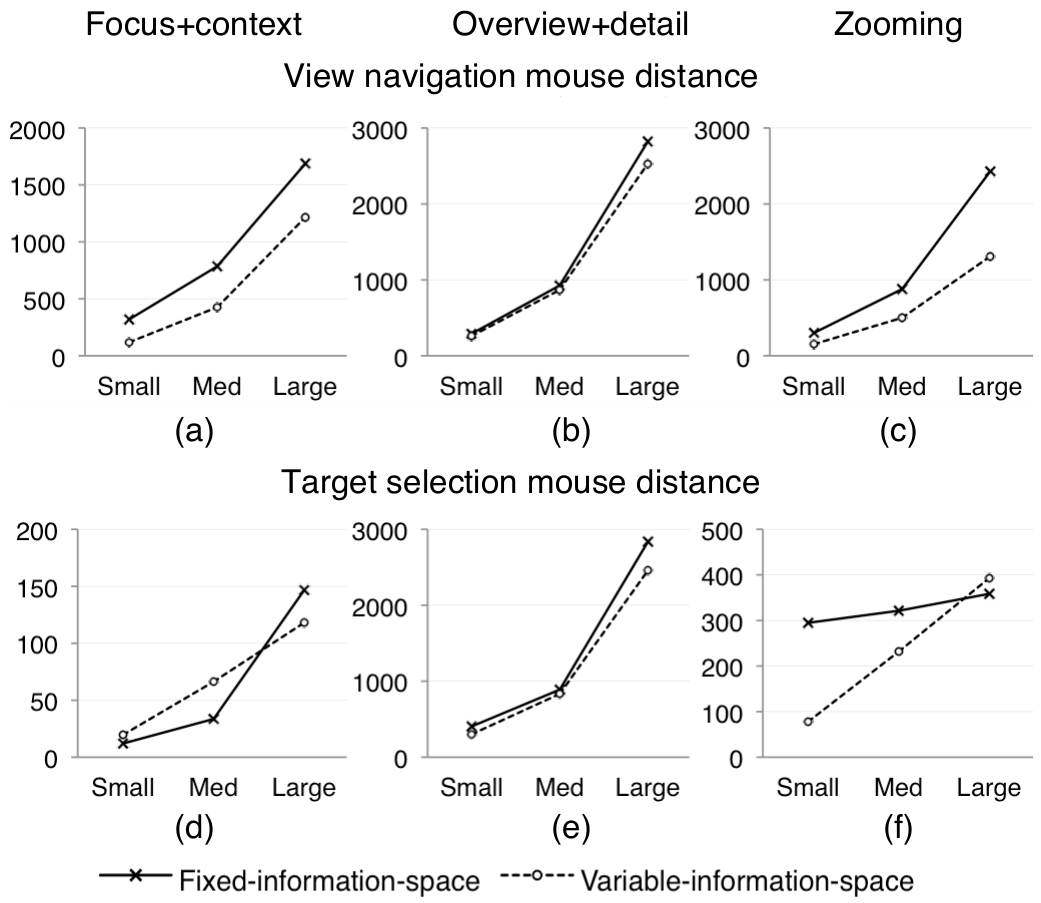 Focus+context Overview+detail Zooming
View navigation mouse distance
2000 3000 3000
1500
2000 2000
1000
1000 1000
500
0 0 0
Small Med Large Small Med Large Small Med Large
(a) (b) (c)
Target selection mouse distance
200 3000 500
150 400
2000
300
100
200
1000
50
100
0 0 0
Small Med Large Small Med Large Small Med Large
(d) (e) (f)
Fixed-information-space Variable-information-space